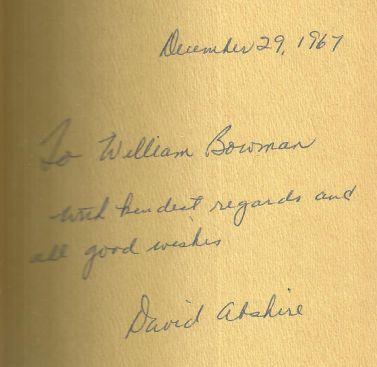 December 29, 1967
To William Bowman
with kindest regards and
all good wishes
David Abshire